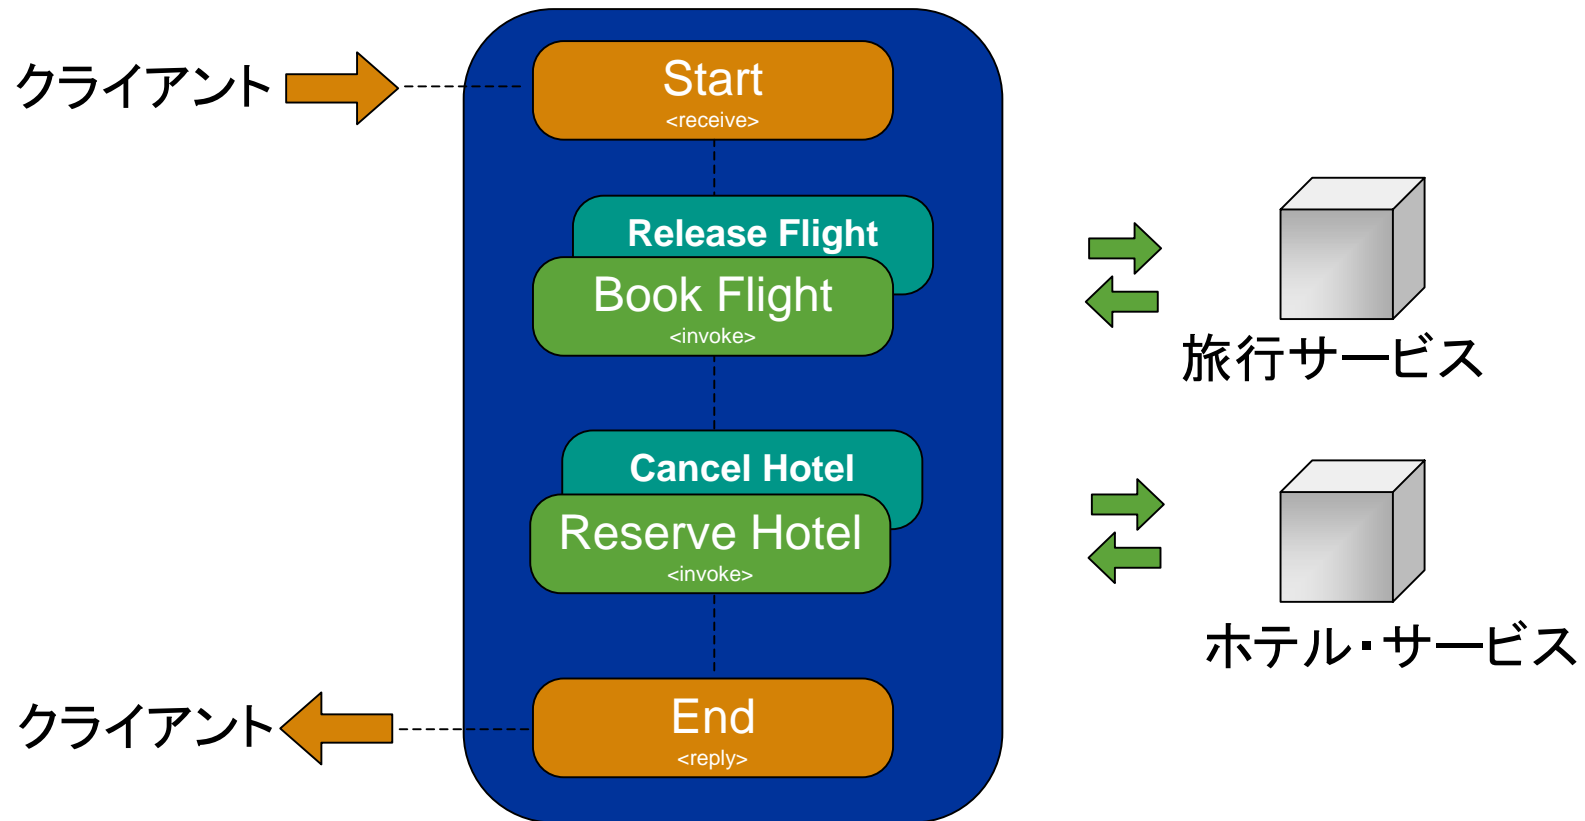 クライアント
Start
<receive>
Release Flight
Book Flight
<invoke>
旅行サービス
Cancel Hotel
Reserve Hotel
<invoke>
ホテル・サービス
クライアント
End
<reply>